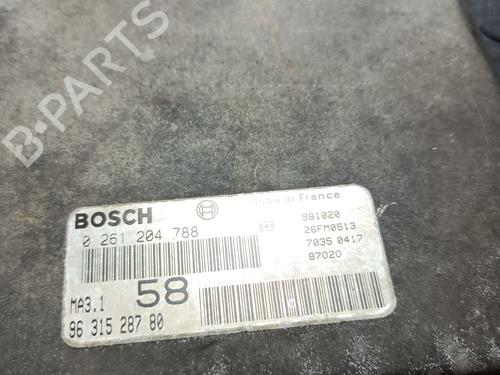 B-PARTS
Made in France
BOSCH
981020
0 261 204 788
26FM0513
7035 0417
87020
MA3.1
58
96 315 287 80